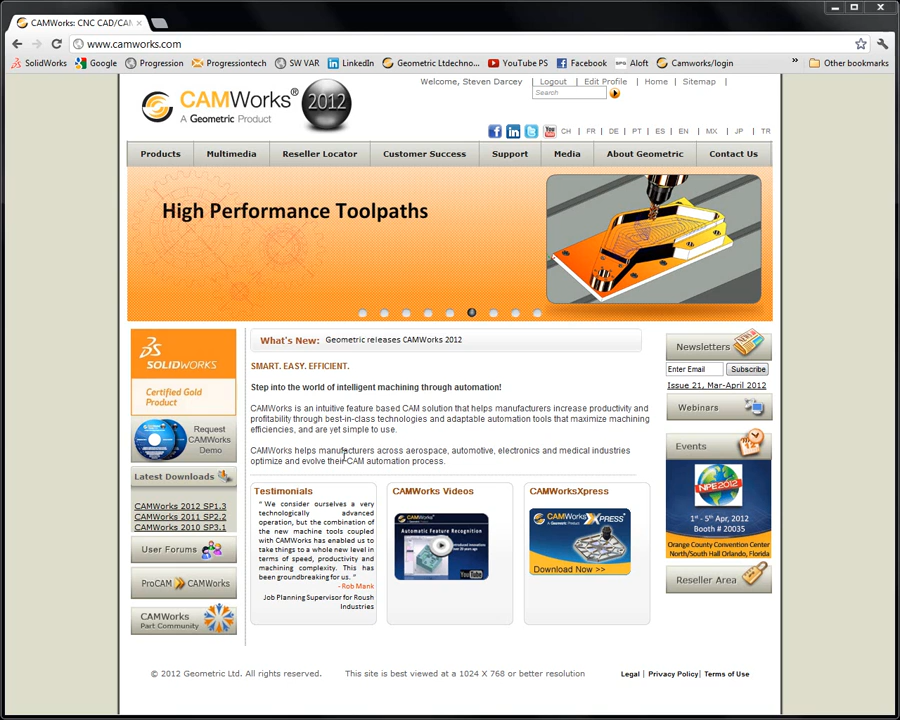 CAMWorks: CNC CAD/CA
www.camworks.com
SolidWorks Google Progression Progressiontech SW VAR LinkedIn Geometric Ltdechno... YouTube PS Facebook Aloft Camworks/login » Other bookmarks
Welcome, Steven Darcey | Logout | Edit Profile | Home | Sitemap |
Search
CAMWorks® 2012
A Geometric Product
CH | FR | DE | PT | ES | EN | MX | JP | TR
Products Multimedia Reseller Locator Customer Success Support Media About Geometric Contact Us
High Performance Toolpaths
SOLIDWORKS
Certified Gold
Product
Request
CAMWorks
Demo
Latest Downloads
CAMWorks 2012 SP1.3
CAMWorks 2011 SP2.2
CAMWorks 2010 SP3.1
User Forums
ProCAM CAMWorks
CAMWorks
Part Community
What's New: Geometric releases CAMWorks 2012
SMART. EASY. EFFICIENT.
Step into the world of intelligent machining through automation!
CAMWorks is an intuitive feature based CAM solution that helps manufacturers increase productivity and
profitability through best-in-class technologies and adaptable automation tools that maximize machining
efficiencies, and are yet simple to use.
CAMWorks helps manufacturers across aerospace, automotive, electronics and medical industries
optimize and evolve their CAM automation process.
Testimonials
" We consider ourselves a very
technologically advanced
operation, but the combination of
the new machine tools coupled
with CAMWorks has enabled us to
take things to a whole new level in
terms of speed, productivity and
machining complexity. This has
been groundbreaking for us. "
- Rob Mank
Job Planning Supervisor for Roush
Industries
CAMWorks Videos
CAMWorks
Automatic Feature Recognition
YouTube
CAMWorksXpress
CAMWorks XPRESS
Download Now >>
Newsletters
Enter Email Subscribe
Issue 21, Mar-April 2012
Webinars
Events
NPE2012
1st - 5th Apr, 2012
Booth # 20035
Orange County Convention Center
North/South Hall Orlando, Florida
Reseller Area
© 2012 Geometric Ltd. All rights reserved. This site is best viewed at a 1024 X 768 or better resolution Legal | Privacy Policy | Terms of Use